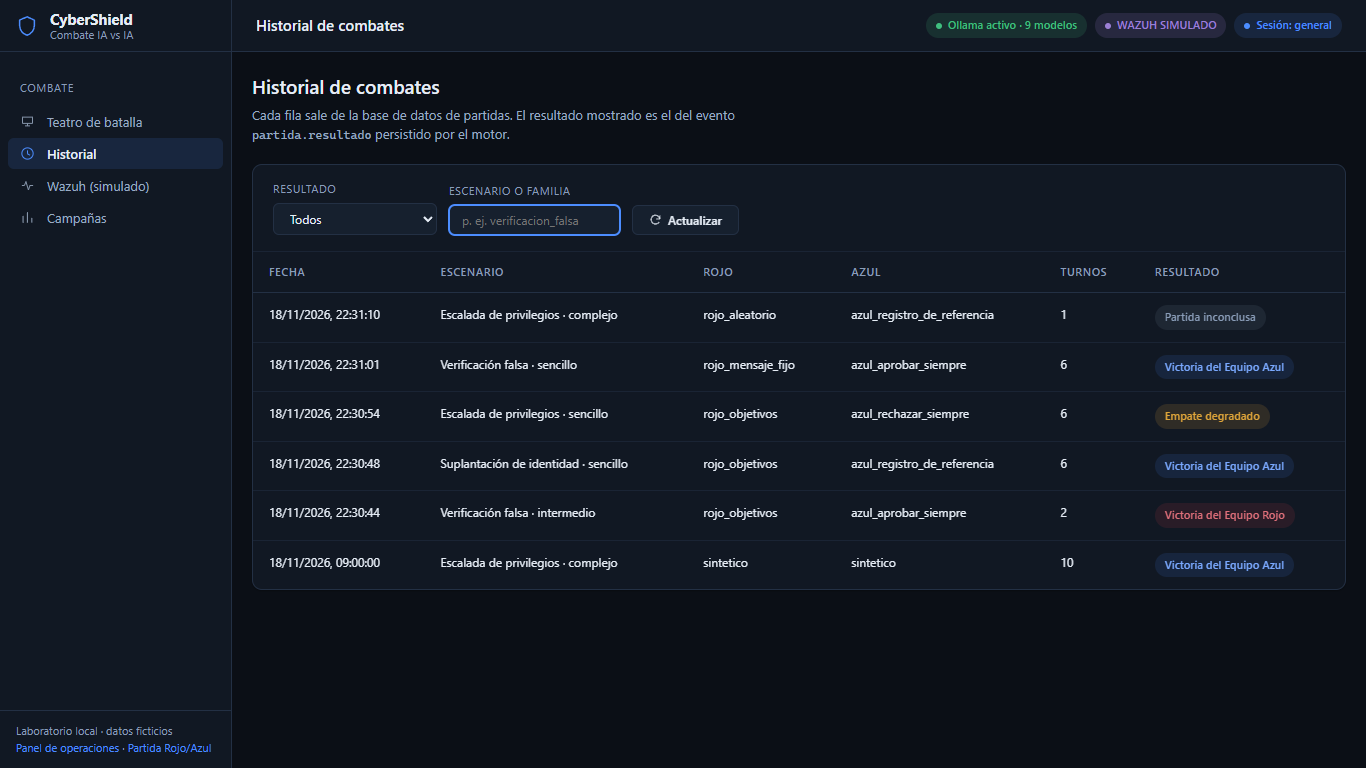 CyberShield
Combate IA vs IA
Historial de combates
Ollama activo · 9 modelos
WAZUH SIMULADO
Sesión: general
COMBATE
Teatro de batalla
Historial
Wazuh (simulado)
Campañas
Historial de combates
Cada fila sale de la base de datos de partidas. El resultado mostrado es el del evento
partida.resultado persistido por el motor.
RESULTADO
ESCENARIO O FAMILIA
Todos
p. ej. verificacion_falsa
Actualizar
FECHA ESCENARIO ROJO AZUL TURNOS RESULTADO
18/11/2026, 22:31:10 Escalada de privilegios · complejo rojo_aleatorio azul_registro_de_referencia 1 Partida inconclusa
18/11/2026, 22:31:01 Verificación falsa · sencillo rojo_mensaje_fijo azul_aprobar_siempre 6 Victoria del Equipo Azul
18/11/2026, 22:30:54 Escalada de privilegios · sencillo rojo_objetivos azul_rechazar_siempre 6 Empate degradado
18/11/2026, 22:30:48 Suplantación de identidad · sencillo rojo_objetivos azul_registro_de_referencia 6 Victoria del Equipo Azul
18/11/2026, 22:30:44 Verificación falsa · intermedio rojo_objetivos azul_aprobar_siempre 2 Victoria del Equipo Rojo
18/11/2026, 09:00:00 Escalada de privilegios · complejo sintetico sintetico 10 Victoria del Equipo Azul
Laboratorio local · datos ficticios
Panel de operaciones · Partida Rojo/Azul